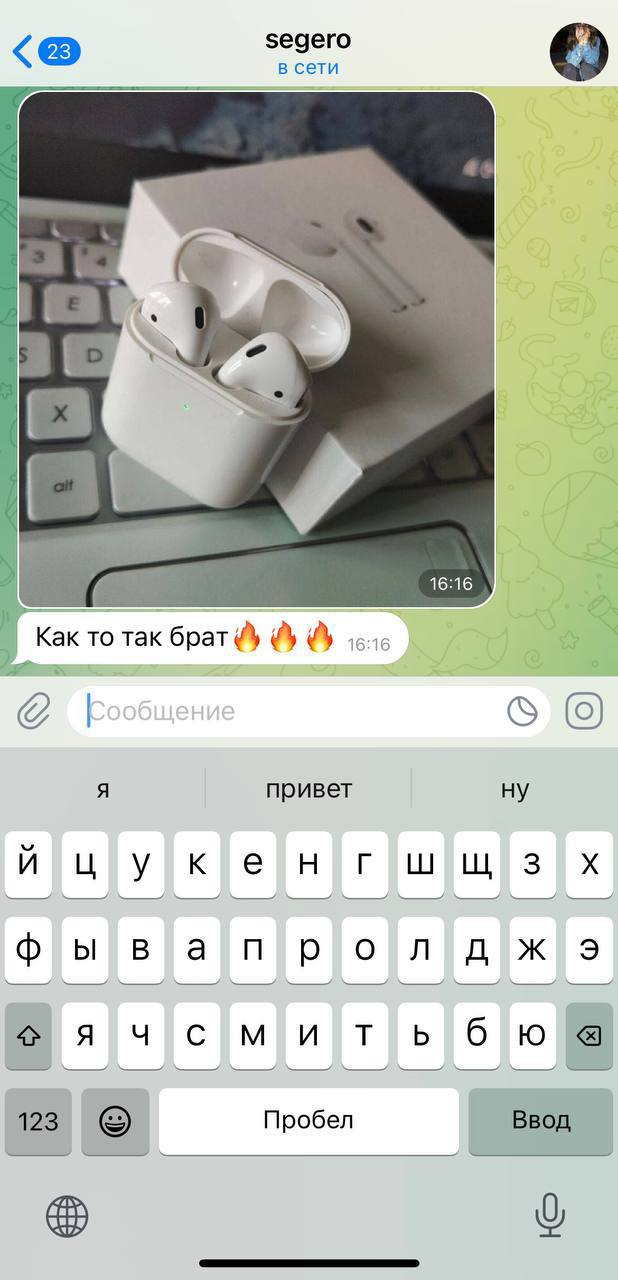 23
segero
в сети
3
4
E
S
D
X
alt
16:16
Как то так брат🔥🔥🔥 16:16
Сообщение
я привет ну
й ц у к е н г ш щ з х
ф ы в а п р о л д ж э
я ч с м и т ь б ю
123 Пробел Ввод